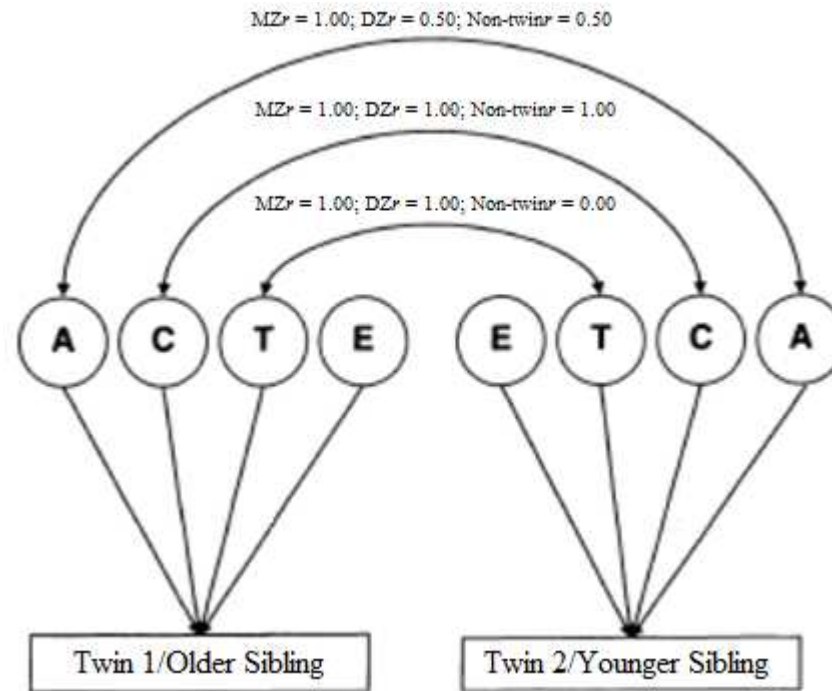 MZr = 1.00; DZr = 0.50; Non-twinr = 0.50
MZr = 1.00; DZr = 1.00; Non-twinr = 1.00
MZr = 1.00; DZr = 1.00; Non-twinr = 0.00
A C T E E T C A
Twin 1/Older Sibling Twin 2/Younger Sibling